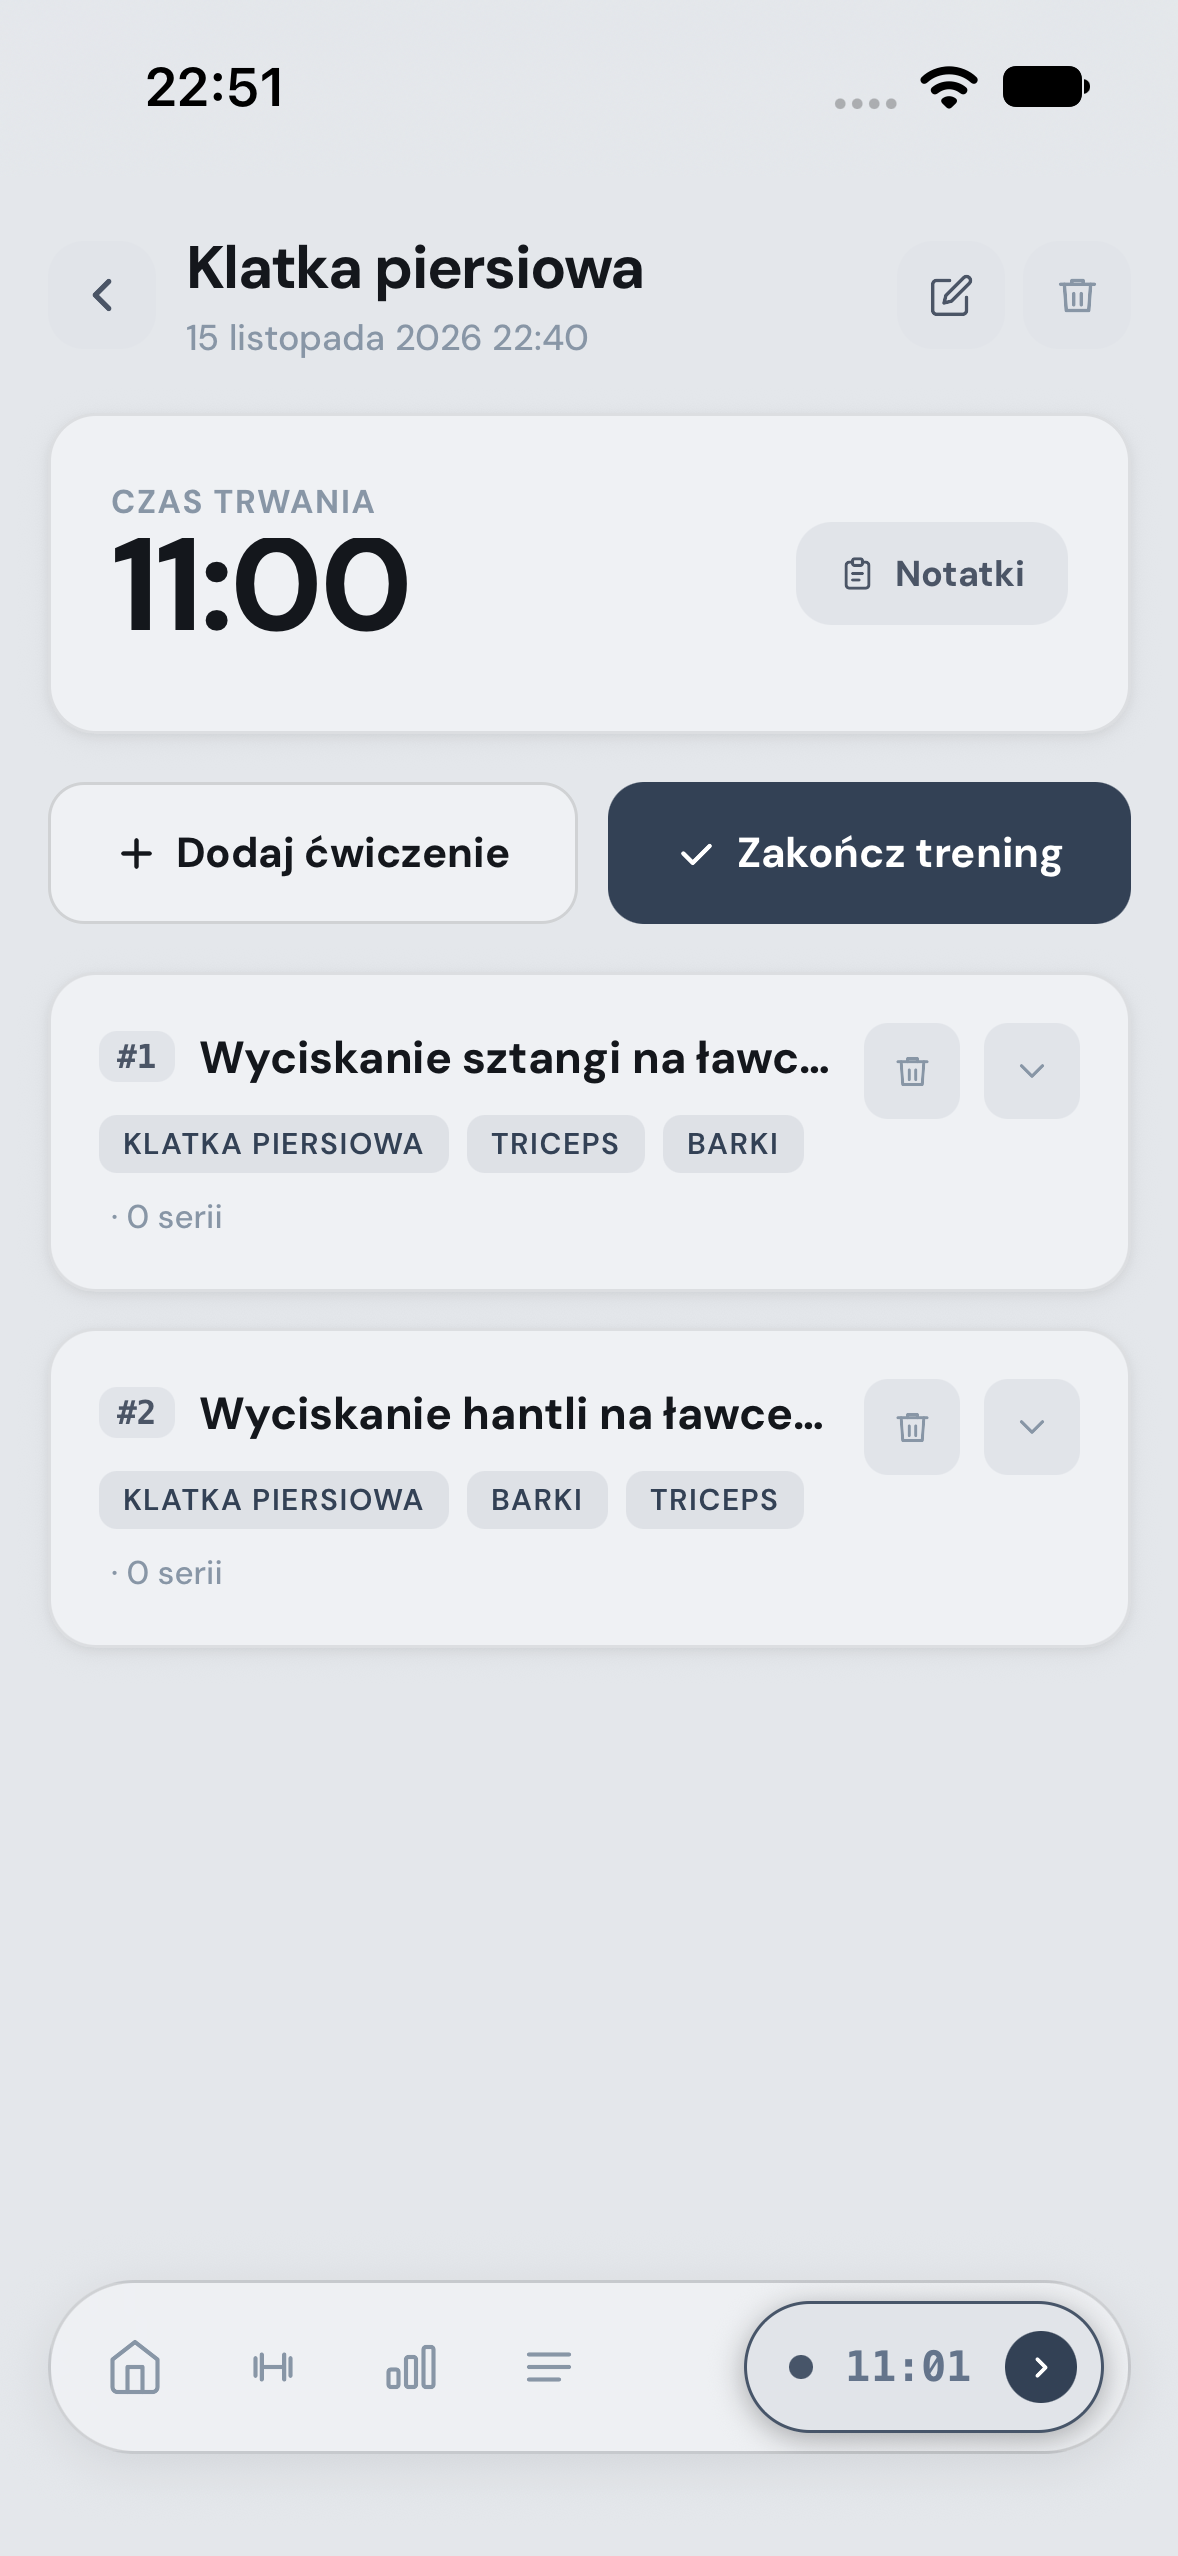 22:51
Klatka piersiowa
15 listopada 2026 22:40
CZAS TRWANIA
11:00
Notatki
Dodaj ćwiczenie
Zakończ trening
#1 Wyciskanie sztangi na ławc...
KLATKA PIERSIOWA TRICEPS BARKI
· 0 serii
#2 Wyciskanie hantli na ławce...
KLATKA PIERSIOWA BARKI TRICEPS
· 0 serii
11:01